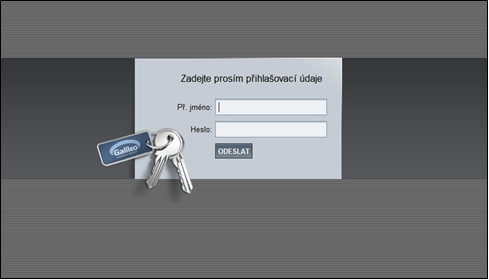 Zadejte prosím přihlašovací údaje
Př. jméno:
Heslo:
ODESLAT
Galileo